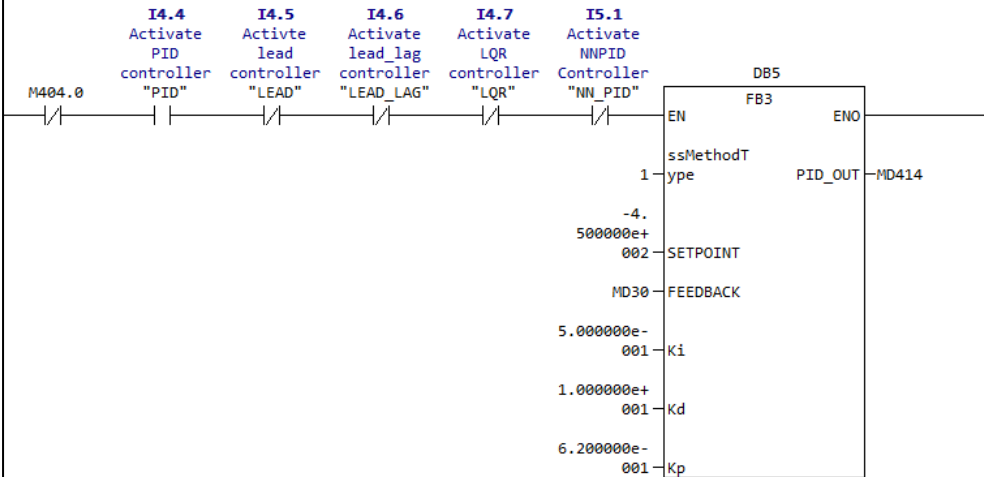 I4.4 I4.5 I4.6 I4.7 I5.1
Activate Activte Activate Activate Activate
PID lead lead_lag LQR NNPID
controller controller controller controller Controller
M404.0 "PID" "LEAD" "LEAD_LAG" "LQR" "NN_PID"
DB5
FB3
EN ENO
ssMethodT
1 ype PID_OUT MD414
-4.
500000e+
002 SETPOINT
MD30 FEEDBACK
5.000000e-
001 Ki
1.000000e+
001 Kd
6.200000e-
001 Kp